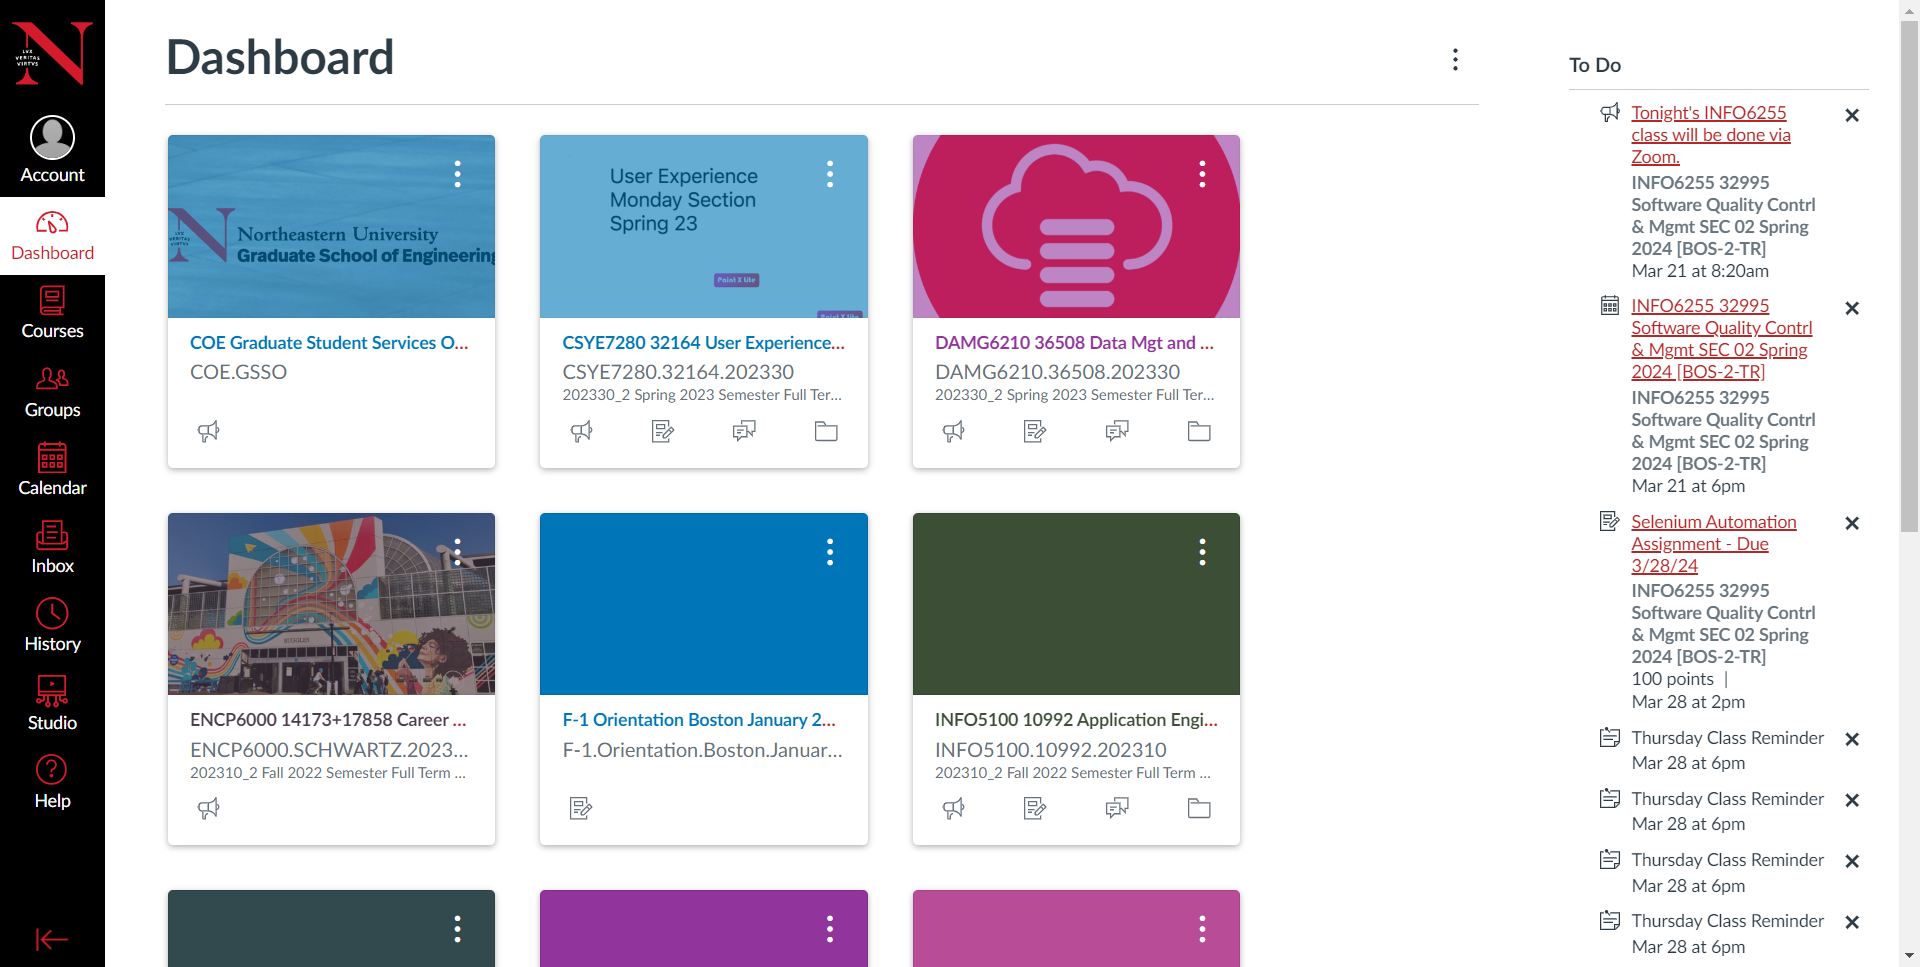 LVX
VERITAS
VIRTVS
Account
Dashboard
Courses
Groups
Calendar
Inbox
History
Studio
Help
Dashboard
Northeastern University
Graduate School of Engineering
COE Graduate Student Services O...
COE.GSSO
User Experience
Monday Section
Spring 23
Paint X lite
Paint X lite
CSYE7280 32164 User Experience...
CSYE7280.32164.202330
202330_2 Spring 2023 Semester Full Ter...
DAMG6210 36508 Data Mgt and ...
DAMG6210.36508.202330
202330_2 Spring 2023 Semester Full Ter...
ENCP6000 14173+17858 Career ...
ENCP6000.SCHWARTZ.2023...
202310_2 Fall 2022 Semester Full Term ...
F-1 Orientation Boston January 2...
F-1.Orientation.Boston.Januar...
INFO5100 10992 Application Engi...
INFO5100.10992.202310
202310_2 Fall 2022 Semester Full Term ...
To Do
Tonight's INFO6255
class will be done via
Zoom.
INFO6255 32995
Software Quality Contrl
& Mgmt SEC 02 Spring
2024 [BOS-2-TR]
Mar 21 at 8:20am
INFO6255 32995
Software Quality Contrl
& Mgmt SEC 02 Spring
2024 [BOS-2-TR]
INFO6255 32995
Software Quality Contrl
& Mgmt SEC 02 Spring
2024 [BOS-2-TR]
Mar 21 at 6pm
Selenium Automation
Assignment - Due
3/28/24
INFO6255 32995
Software Quality Contrl
& Mgmt SEC 02 Spring
2024 [BOS-2-TR]
100 points |
Mar 28 at 2pm
Thursday Class Reminder
Mar 28 at 6pm
Thursday Class Reminder
Mar 28 at 6pm
Thursday Class Reminder
Mar 28 at 6pm
Thursday Class Reminder
Mar 28 at 6pm